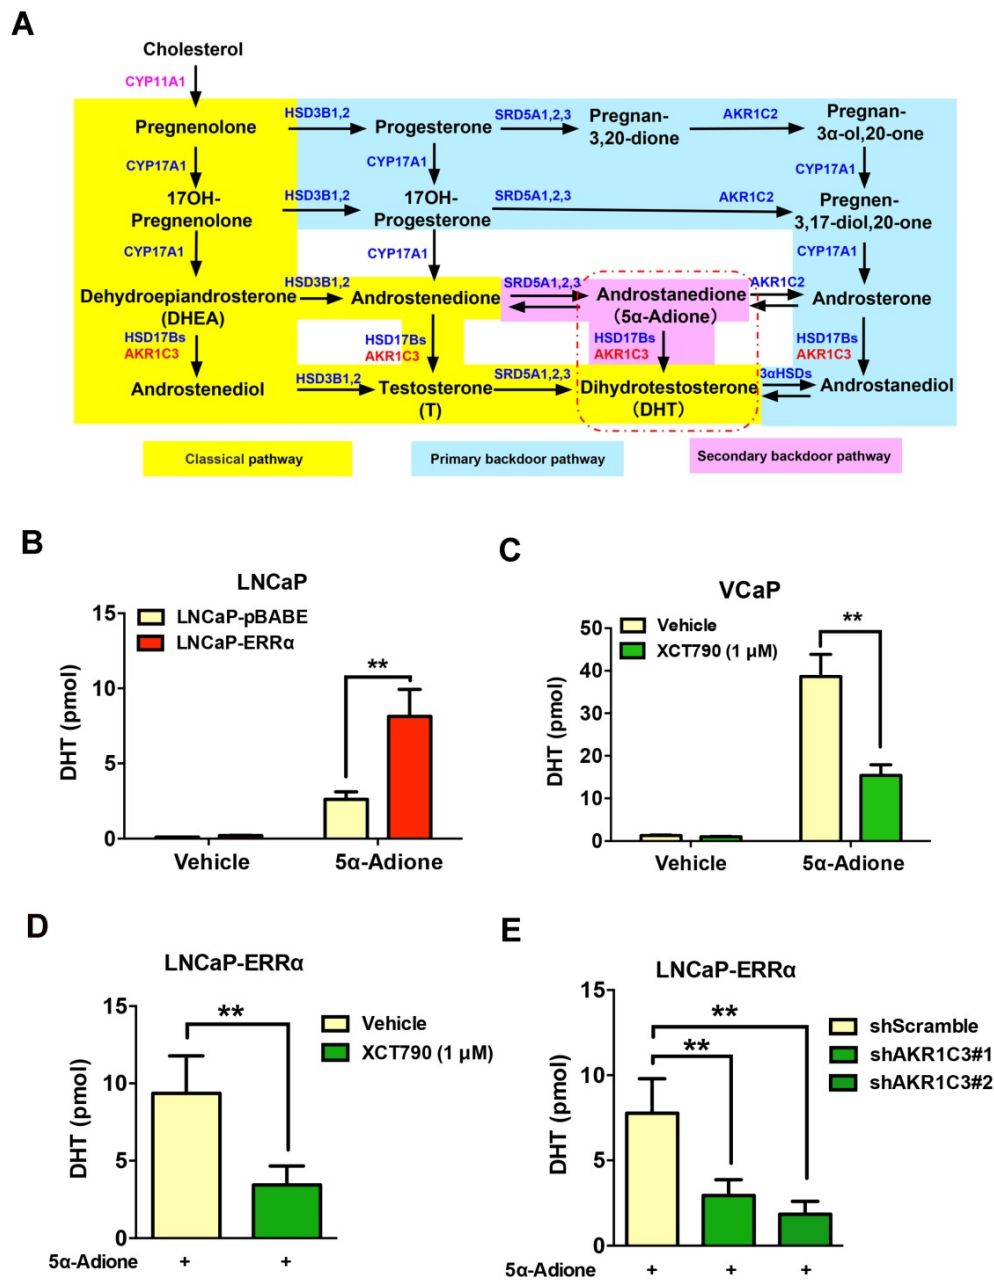 A
Cholesterol
CYP11A1
HSD3B1,2
SRD5A1,2,3
AKR1C2
Pregnenolone
Progesterone
Pregnan-
3,20-dione
Pregnan-
3α-ol,20-one
CYP17A1
CYP17A1
CYP17A1
17OH-
Pregnenolone
HSD3B1,2
17OH-
Progesterone
SRD5A1,2,3
AKR1C2
Pregnen-
3,17-diol,20-one
CYP17A1
CYP17A1
CYP17A1
HSD3B1,2
SRD5A1,2,3
AKR1C2
Dehydroepiandrosterone
(DHEA)
Androstenedione
Androstanedione
(5α-Adione)
Androsterone
HSD17Bs
AKR1C3
HSD17Bs
AKR1C3
HSD17Bs
AKR1C3
HSD17Bs
AKR1C3
Androstenediol
HSD3B1,2
Testosterone
(T)
SRD5A1,2,3
Dihydrotestosterone
(DHT)
3αHSDs
Androstanediol
Classical pathway
Primary backdoor pathway
Secondary backdoor pathway
B
LNCaP
LNCaP-pBABE
LNCaP-ERRα
**
DHT (pmol)
15
10
5
0
Vehicle
5α-Adione
C
VCaP
Vehicle
XCT790 (1 µM)
**
DHT (pmol)
50
40
30
20
10
0
Vehicle
5α-Adione
D
LNCaP-ERRα
Vehicle
XCT790 (1 µM)
**
DHT (pmol)
15
10
5
0
5α-Adione + +
E
LNCaP-ERRα
shScramble
shAKR1C3#1
shAKR1C3#2
**
**
DHT (pmol)
15
10
5
0
5α-Adione + + +